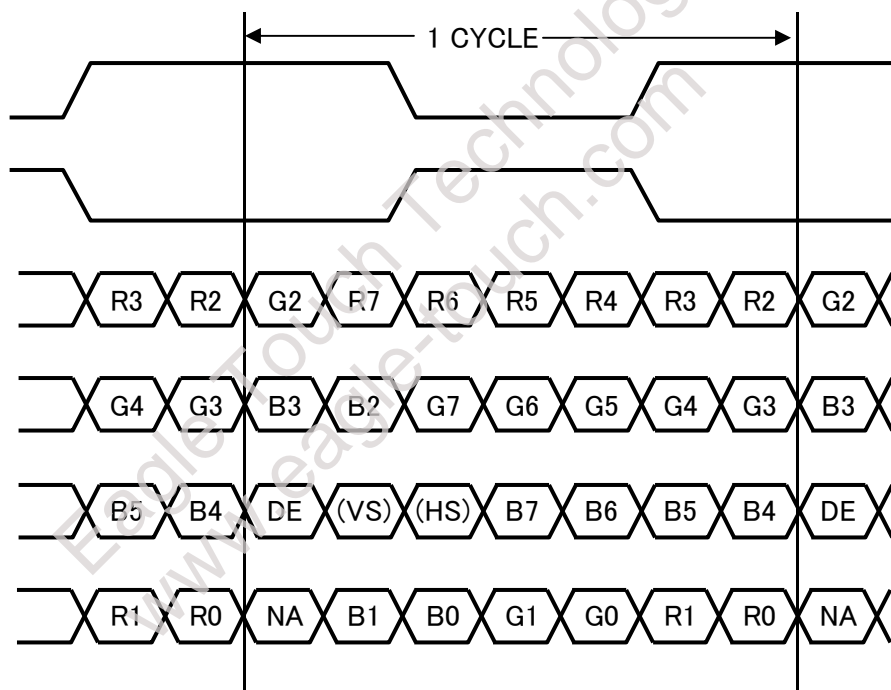 1 CYCLE
R3 R2 G2 R7 R6 R5 R4 R3 R2 G2
G4 G3 B3 B2 G7 G6 G5 G4 G3 B3
B5 B4 DE (VS) (HS) B7 B6 B5 B4 DE
R1 R0 NA B1 B0 G1 G0 R1 R0 NA
Eagle Touch Technolog
www.eagle-touch.com